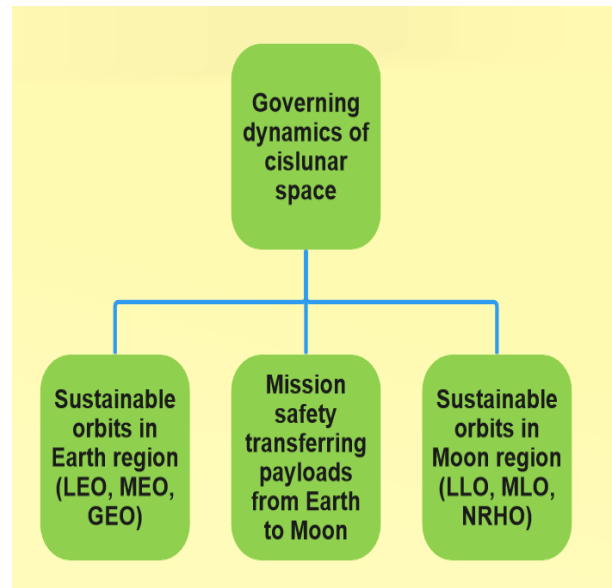 Governing
dynamics of
cislunar
space
Sustainable
orbits in
Earth region
(LEO, MEO,
GEO)
Mission
safety
transferring
payloads
from Earth
to Moon
Sustainable
orbits in
Moon region
(LLO, MLO,
NRHO)